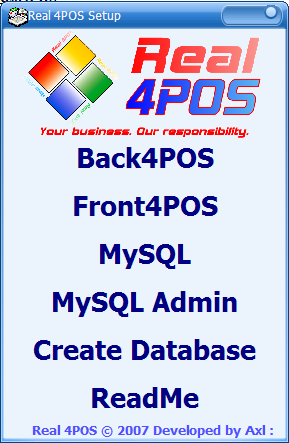 Real 4POS Setup
Real
4POS
Your business. Our responsibility.
Back4POS
Front4POS
MySQL
MySQL Admin
Create Database
ReadMe
Real 4POS © 2007 Developed by Axl :